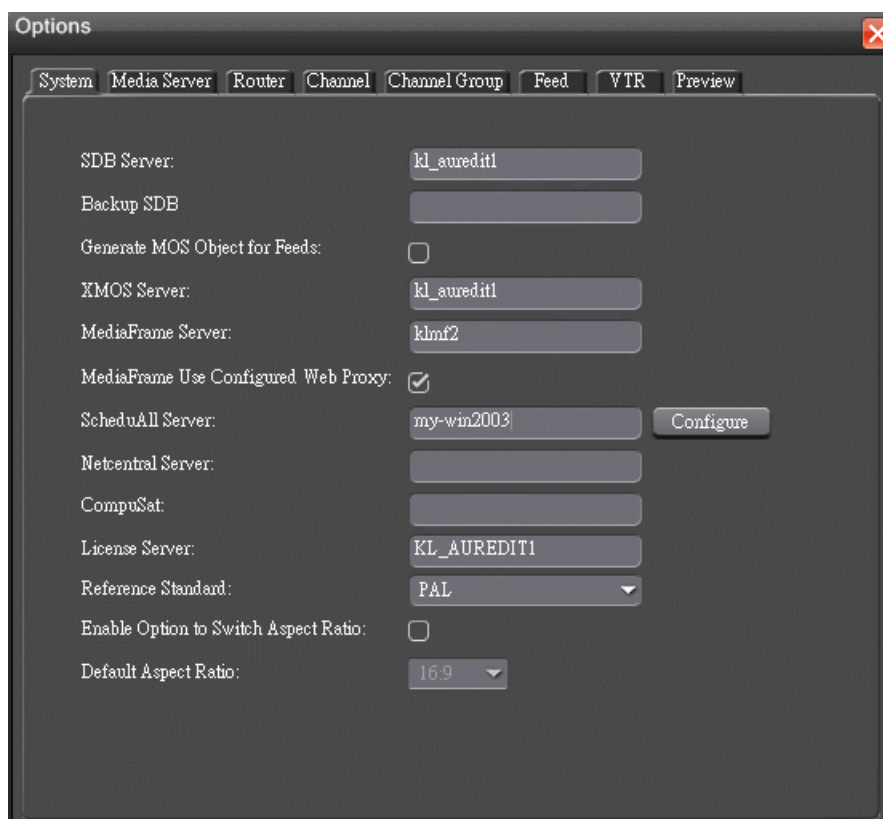 Options
System Media Server Router Channel Channel Group Feed VTR Preview
SDB Server: kl_auredit1
Backup SDB
Generate MOS Object for Feeds:
XMOS Server: kl_auredit1
MediaFrame Server: klmf2
MediaFrame Use Configured Web Proxy:
ScheduAll Server: my-win2003 Configure
Netcentral Server:
CompuSat:
License Server: KL_AUREDIT1
Reference Standard: PAL
Enable Option to Switch Aspect Ratio:
Default Aspect Ratio: 16:9